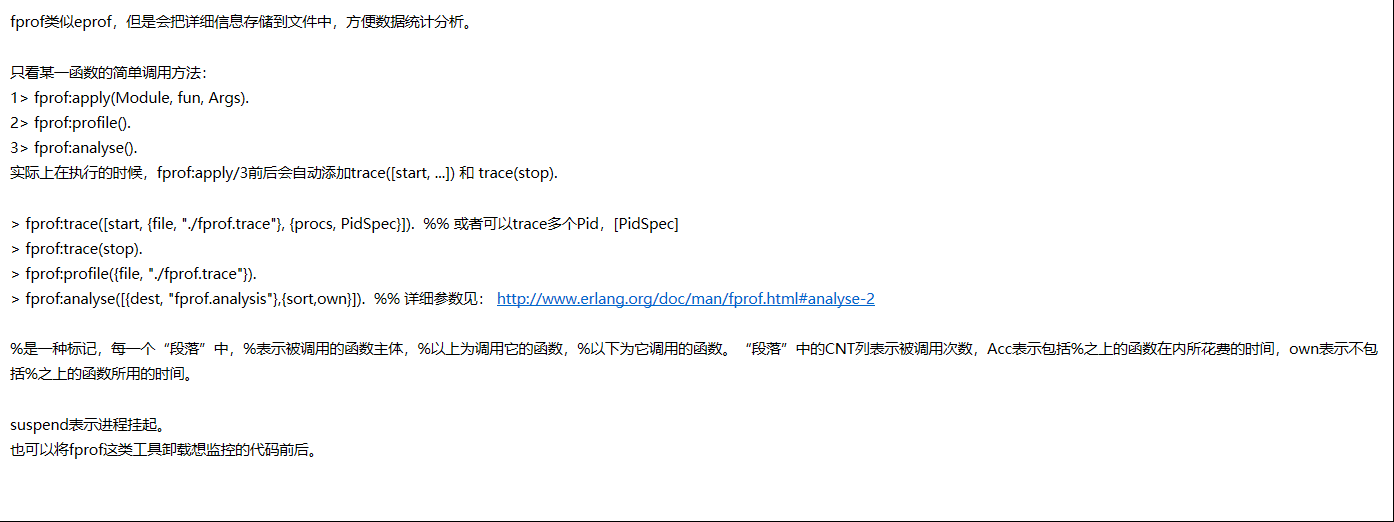 fprof类似eprof，但是会把详细信息存储到文件中，方便数据统计分析。
只看某一函数的简单调用方法：
1> fprof:apply(Module, fun, Args).
2> fprof:profile().
3> fprof:analyse().
实际上在执行的时候，fprof:apply/3前后会自动添加trace([start, ...]) 和 trace(stop).
> fprof:trace([start, {file, "./fprof.trace"}, {procs, PidSpec}]).  %% 或者可以trace多个Pid，[PidSpec]
> fprof:trace(stop).
> fprof:profile({file, "./fprof.trace"}).
> fprof:analyse([{dest, "fprof.analysis"},{sort,own}]).  %% 详细参数见： http://www.erlang.org/doc/man/fprof.html#analyse-2
%是一种标记，每一个“段落”中，%表示被调用的函数主体，%以上为调用它的函数，%以下为它调用的函数。“段落”中的CNT列表示被调用次数，Acc表示包括%之上的函数在内所花费的时间，own表示不包
括%之上的函数所用的时间。
suspend表示进程挂起。
也可以将fprof这类工具卸载想监控的代码前后。